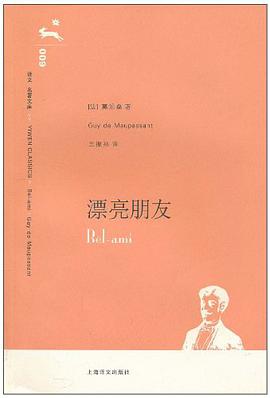 009
译文 名著文库
YIWEN CLASSICS
Bel-ami
Guy de Maupassant
[法] 莫泊桑 著
Guy de Maupassant
王振孙 译
漂亮朋友
Bel-ami
上海译文出版社